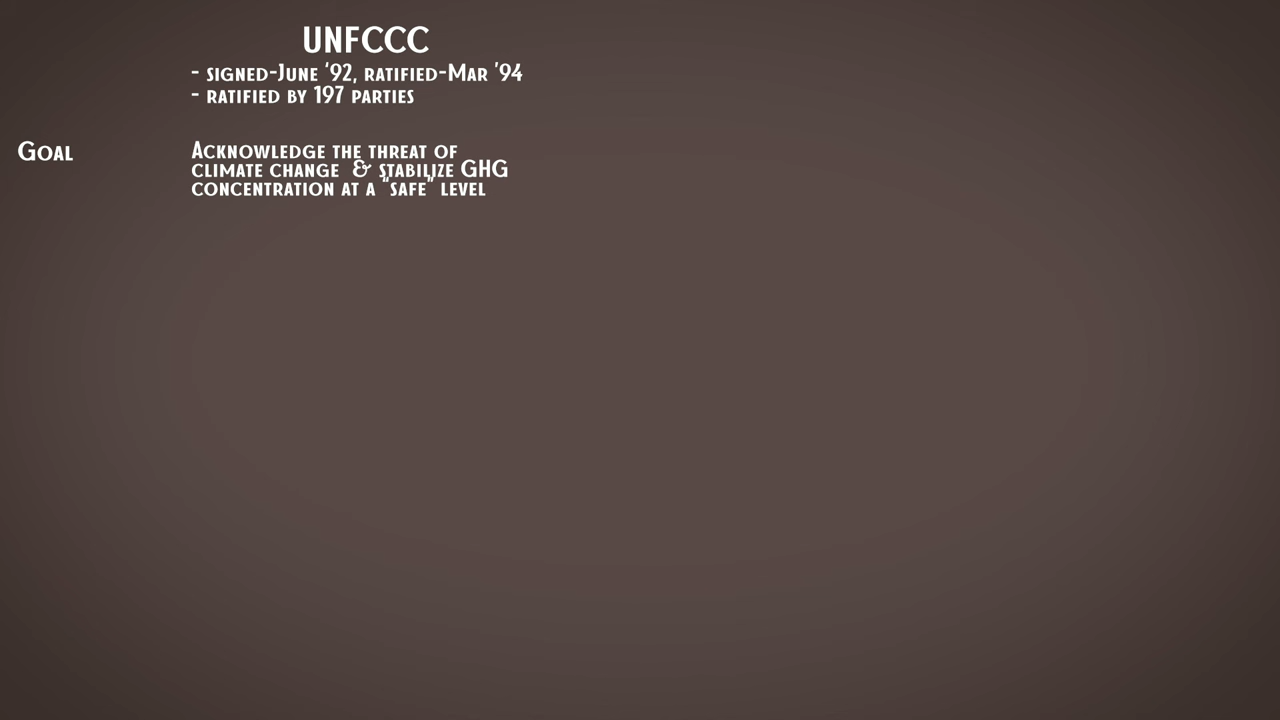 UNFCCC
- signed-June '92, ratified-Mar '94
- ratified by 197 parties
Goal
Acknowledge the threat of
climate change & stabilize GHG
concentration at a "safe" level